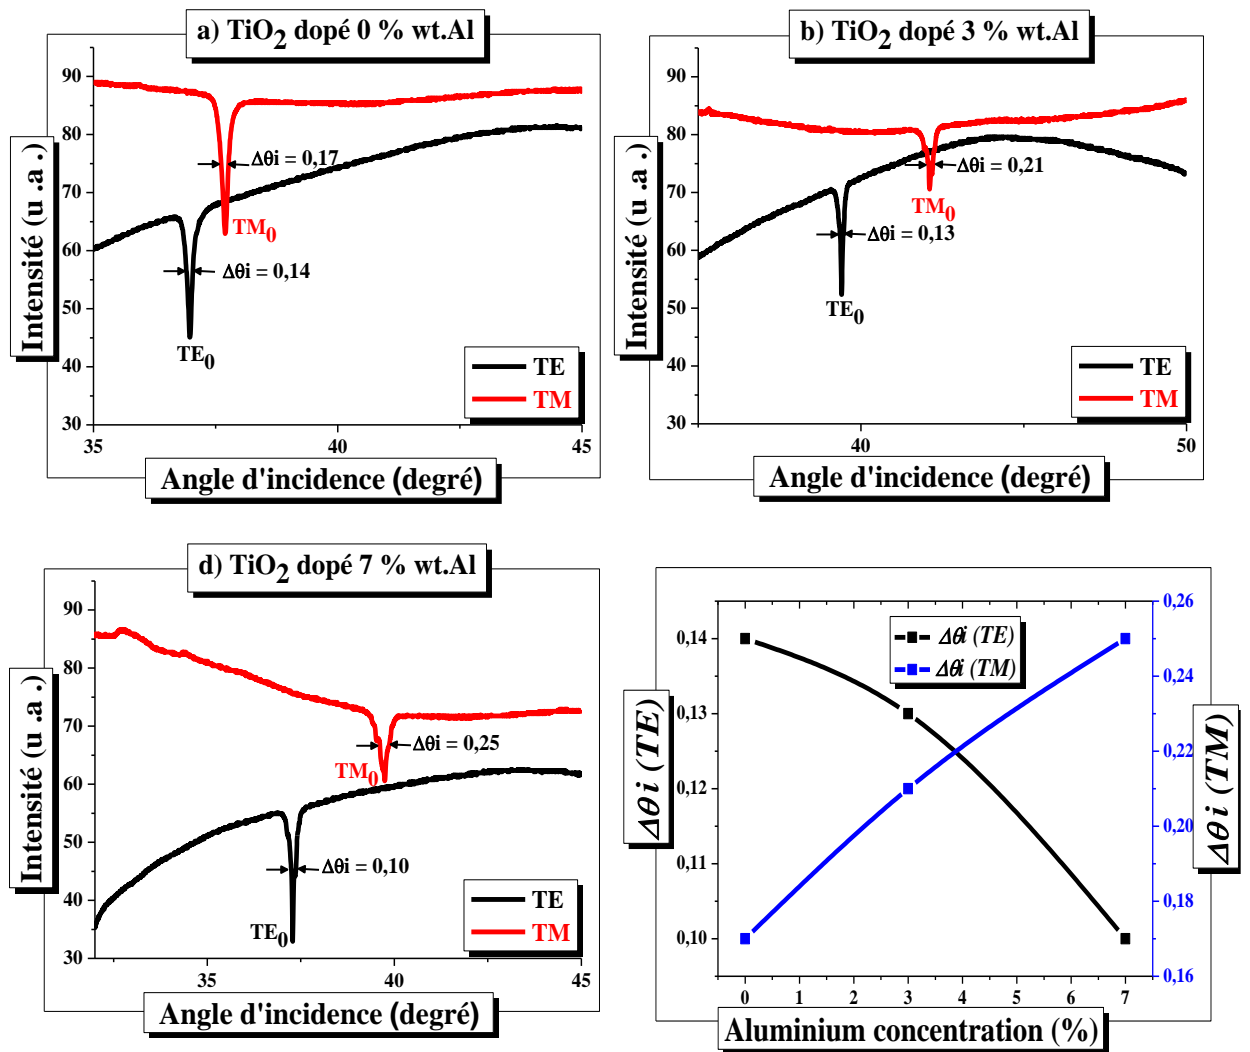 a) TiO2 dopé 0 % wt.Al
90
80
70
60
50
40
30
Intensité (u .a .)
Δθi = 0,17
TM0
Δθi = 0,14
TE0
TE
TM
35
40
45
Angle d'incidence (degré)
b) TiO2 dopé 3 % wt.Al
90
80
70
60
50
40
30
Intensité (u .a .)
Δθi = 0,21
TM0
Δθi = 0,13
TE0
TE
TM
40
50
Angle d'incidence (degré)
d) TiO2 dopé 7 % wt.Al
90
80
70
60
50
40
30
Intensité (u .a .)
Δθi = 0,25
TM0
Δθi = 0,10
TE0
TE
TM
35
40
45
Angle d'incidence (degré)
0,14
0,13
0,12
0,11
0,10
Δθ i (TE)
Δθi (TE)
Δθi (TM)
0,26
0,24
0,22
0,20
0,18
0,16
Δθ i (TM)
0 1 2 3 4 5 6 7
Aluminium concentration (%)